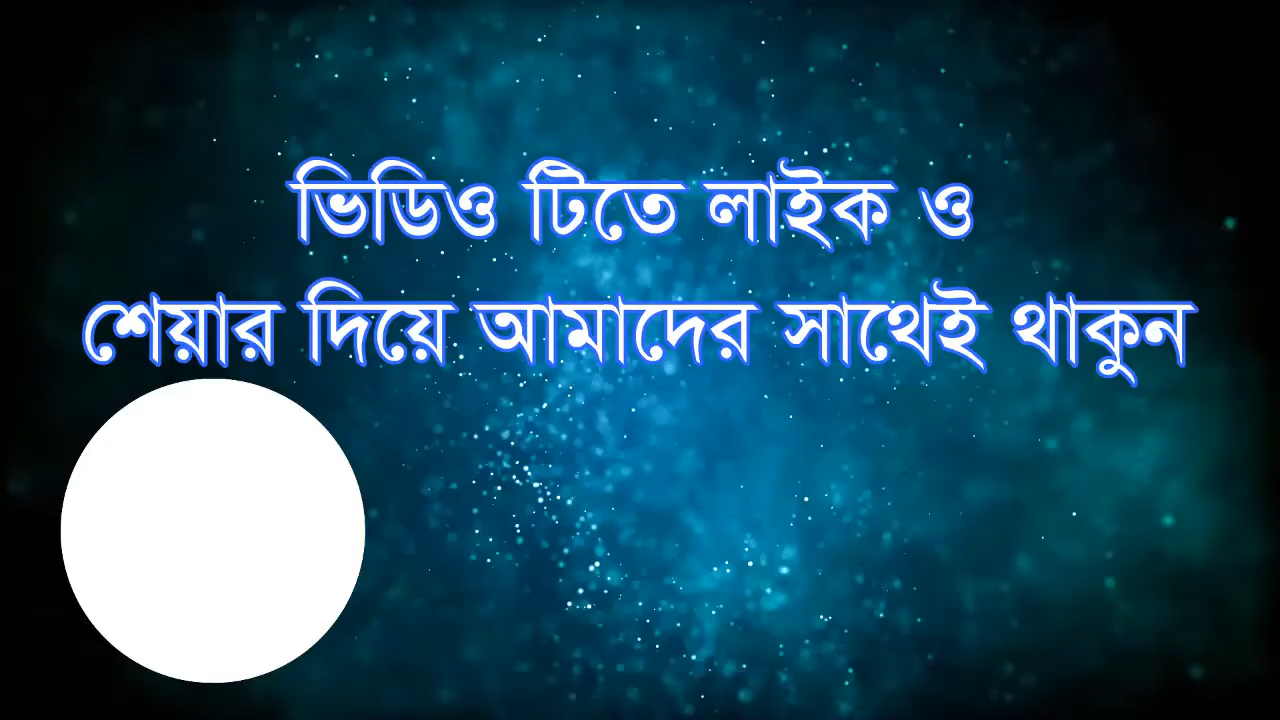 ভিডিও টিতে লাইক ও
শেয়ার দিয়ে আমাদের সাথেই থাকুন